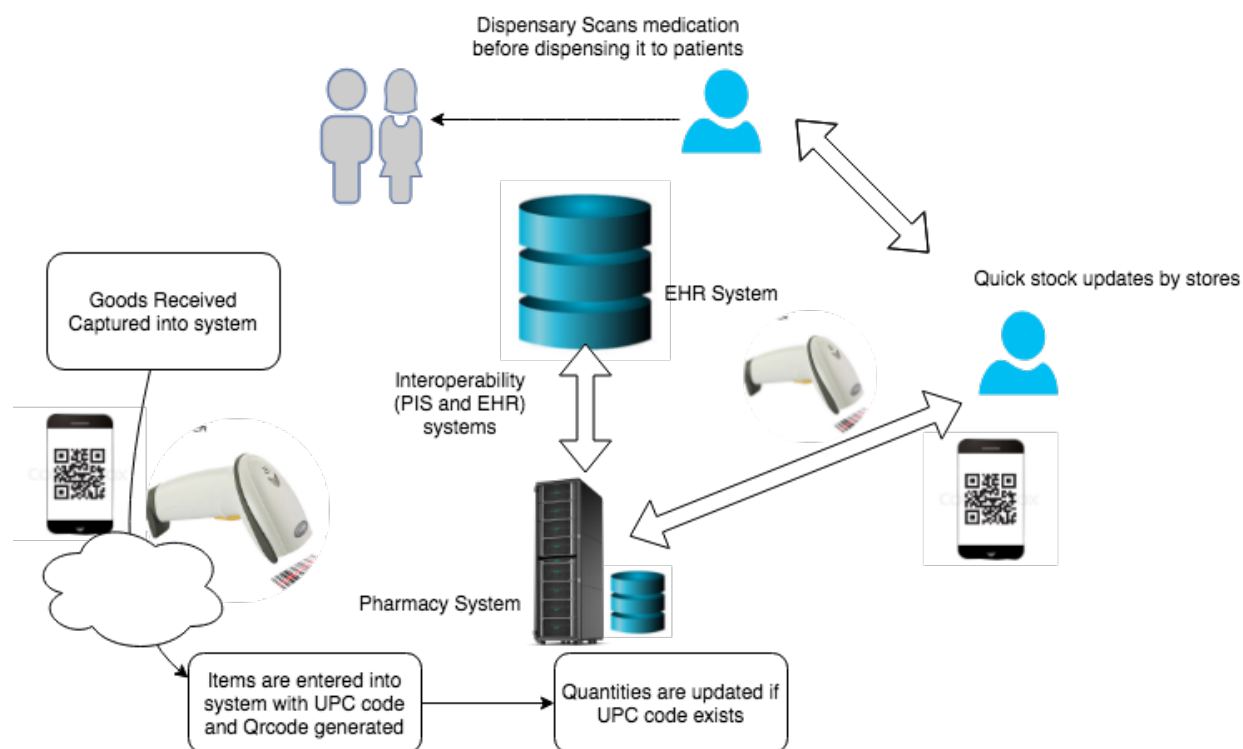 Dispensary Scans medication
before dispensing it to patients
Goods Received
Captured into system
EHR System
Quick stock updates by stores
Interoperability
(PIS and EHR)
systems
Pharmacy System
Items are entered into
system with UPC code
and Qrcode generated
Quantities are updated if
UPC code exists